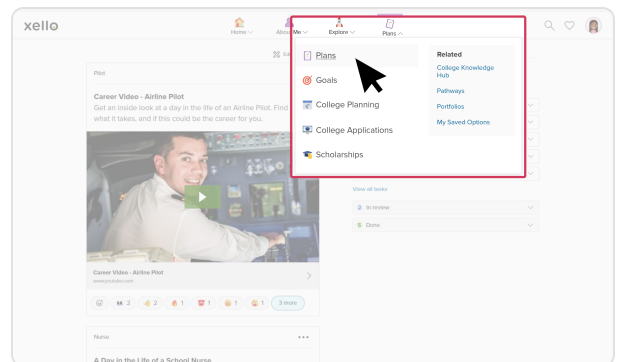 xello
Home
About Me
Explore
Plans
Plans
Goals
College Planning
College Applications
Scholarships
Related
College Knowledge
Hub
Pathways
Portfolios
My Saved Options
Pilot
Career Video - Airline Pilot
Get an inside look at a day in the life of an Airline Pilot. Find
what it takes, and if this could be the career for you.
Career Video - Airline Pilot
www.youtube.com
2
2
1
1
1
1
3 more
View all tasks
2 In review
5 Done
Nurse
A Day in the Life of a School Nurse